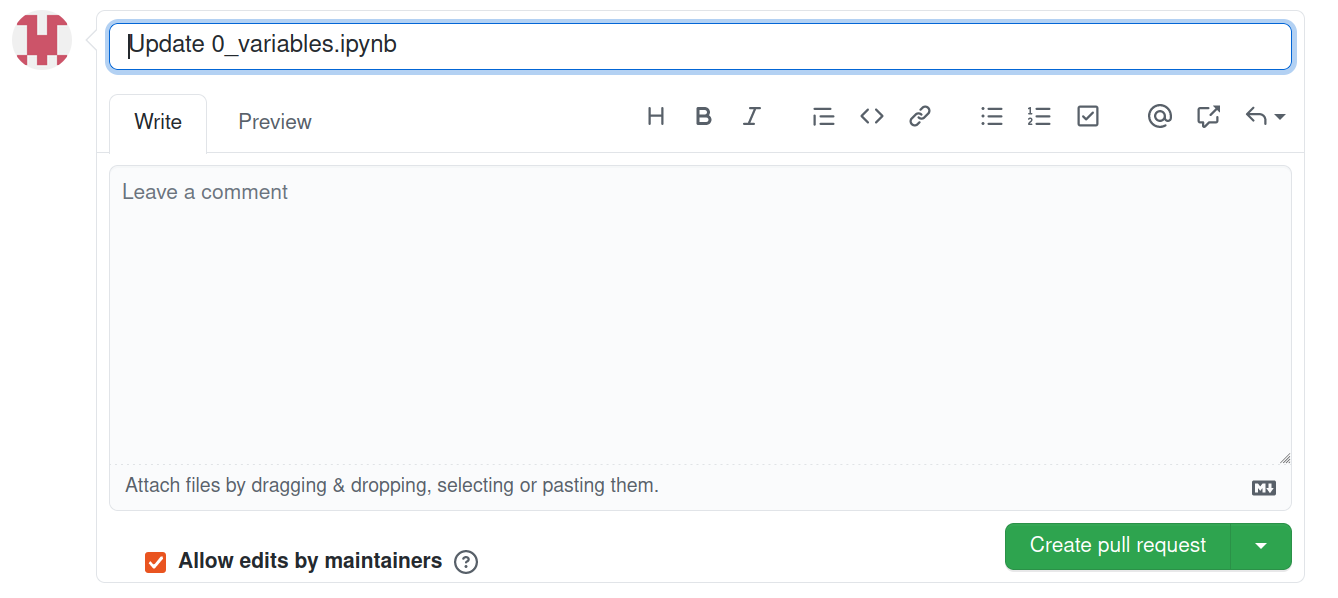 Update 0_variables.ipynb
Write Preview
Leave a comment
Attach files by dragging & dropping, selecting or pasting them.
Allow edits by maintainers
Create pull request